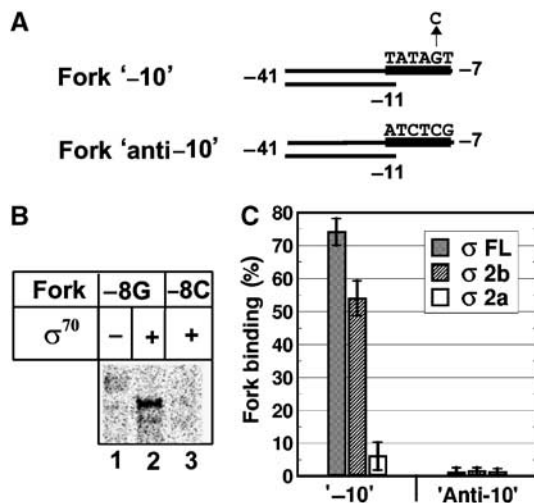 A
C
TATAGT
Fork '–10' –41 –7
–11
ATCTCG
Fork 'anti–10' –41 –7
–11
B
Fork –8G –8C
σ70 – + +
1 2 3
C
Fork binding (%)
80
70
60
50
40
30
20
10
0
σ FL
σ 2b
σ 2a
'–10' 'Anti-10'